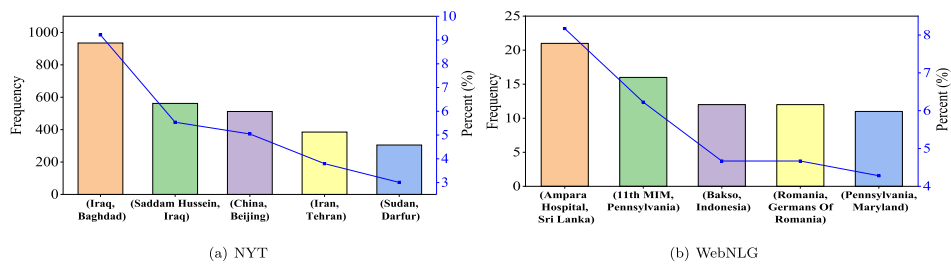 1000
800
600
400
200
0
Frequency
10
9
8
7
6
5
4
3
Percent (%)
(Iraq, Baghdad)
(Saddam Hussein, Iraq)
(China, Beijing)
(Iran, Tehran)
(Sudan, Darfur)
(a) NYT
25
20
15
10
5
0
Frequency
8
7
6
5
4
Percent (%)
(Ampara
Hospital,
Sri Lanka)
(11th MIM,
Pennsylvania)
(Bakso,
Indonesia)
(Romania,
Germans Of
Romania)
(Pennsylvania,
Maryland)
(b) WebNLG